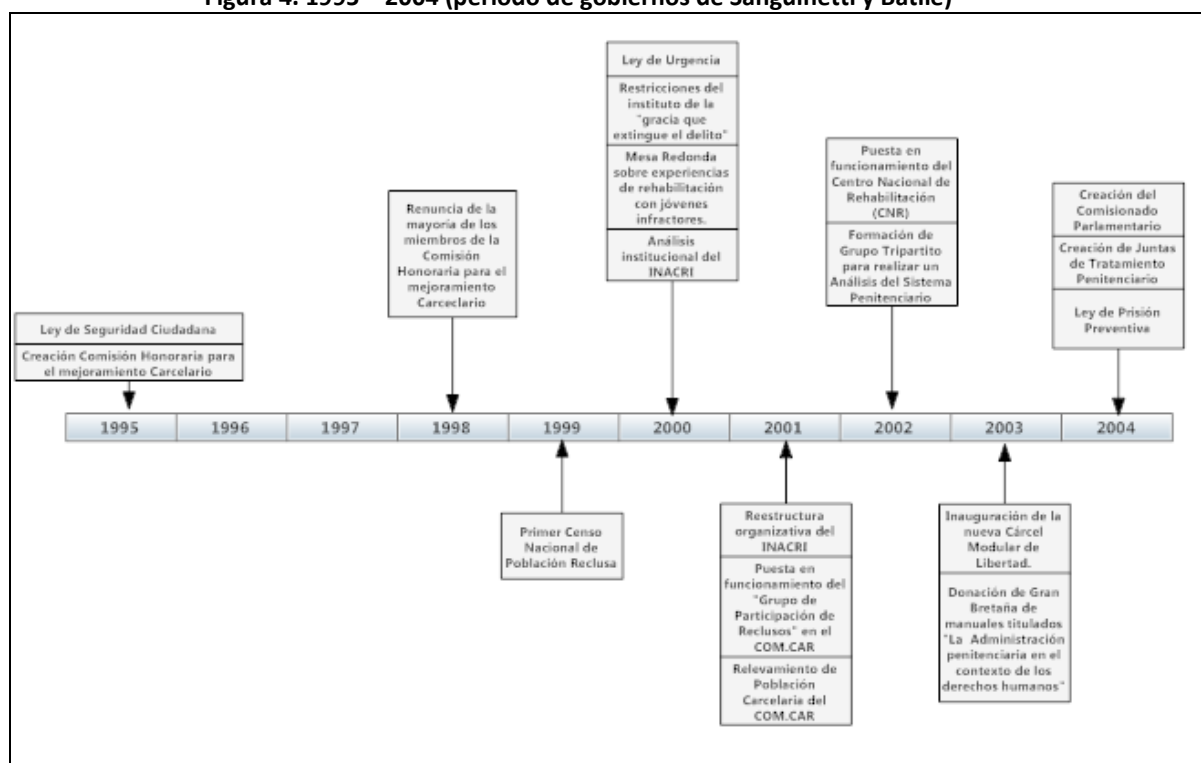 Figura 4. 1995 – 2004 (período de gobiernos de Sanguinetti y Batlle)
Ley de Seguridad Ciudadana
Creación Comisión Honoraria para
el mejoramiento Carcelario
Renuncia de la
mayoría de los
miembros de la
Comisión
Honoraria para el
mejoramiento
Carceclario
Ley de Urgencia
Restricciones del
instituto de la
"gracia que
extingue el delito"
Mesa Redonda
sobre experiencias
de rehabilitación
con jóvenes
infractores.
Análisis
institucional del
INACRI
Puesta en
funcionamiento del
Centro Nacional de
Rehabilitación
(CNR)
Formación de
Grupo Tripartito
para realizar un
Análisis del Sistema
Penitenciario
Creación del
Comisionado
Parlamentario
Creación de Juntas
de Tratamiento
Penitenciario
Ley de Prisión
Preventiva
1995 1996 1997 1998 1999 2000 2001 2002 2003 2004
Primer Censo
Nacional de
Población Reclusa
Reestructura
organizativa del
INACRI
Puesta en
funcionamiento del
"Grupo de
Participación de
Reclusos" en el
COM.CAR
Relevamiento de
Población
Carcelaria del
COM.CAR
Inauguración de la
nueva Cárcel
Modular de
Libertad.
Donación de Gran
Bretaña de
manuales titulados
"La Administración
penitenciaria en el
contexto de los
derechos humanos"